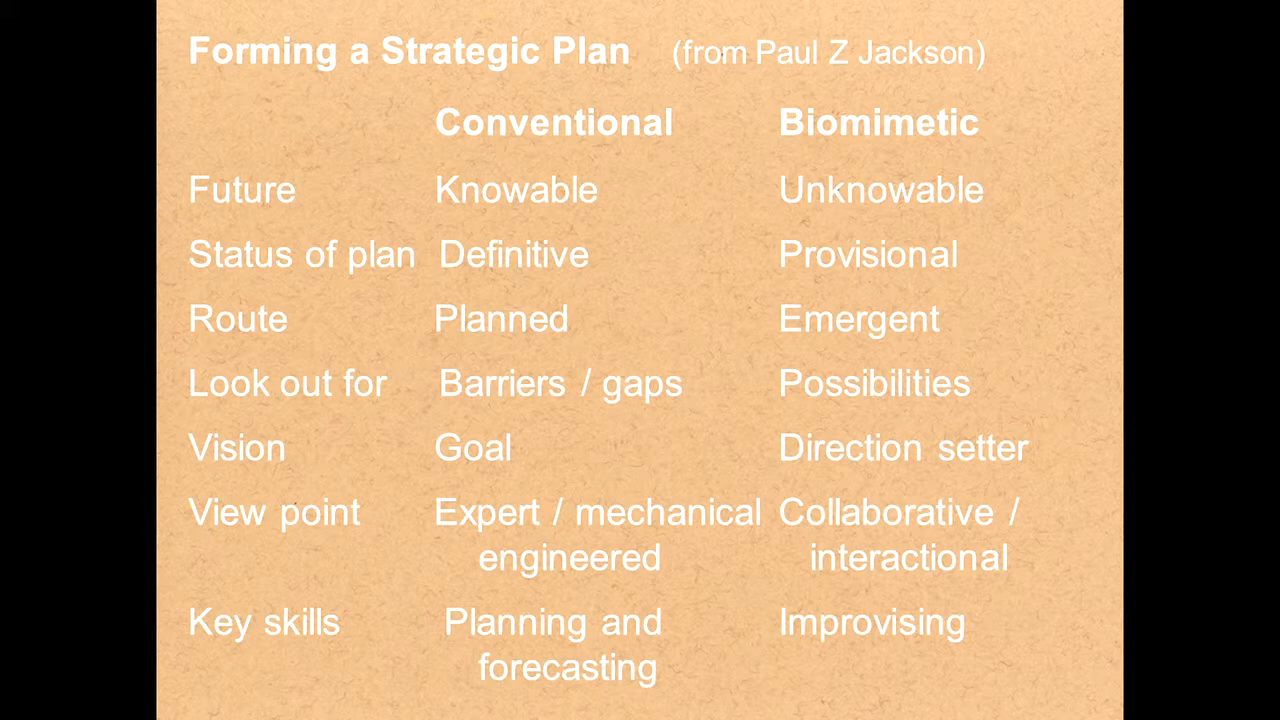 Forming a Strategic Plan (from Paul Z Jackson)
Conventional Biomimetic
Future Knowable Unknowable
Status of plan Definitive Provisional
Route Planned Emergent
Look out for Barriers / gaps Possibilities
Vision Goal Direction setter
View point Expert / mechanical Collaborative /
engineered interactional
Key skills Planning and Improvising
forecasting